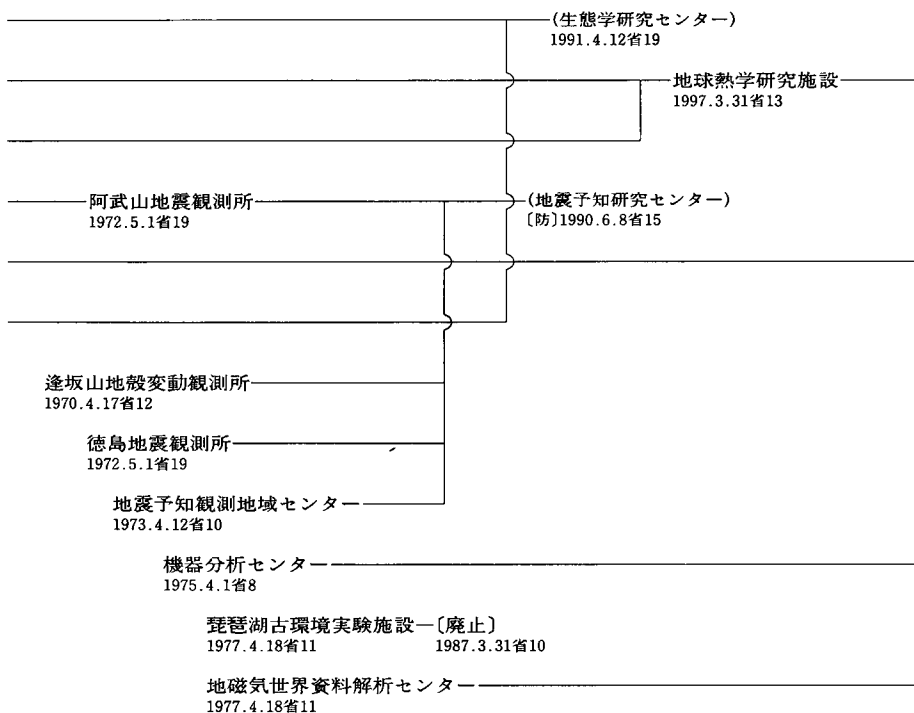 (生態学研究センター)
1991.4.12省19
地球熱学研究施設
1997.3.31省13
阿武山地震観測所
1972.5.1省19
(地震予知研究センター)
〔防〕1990.6.8省15
逢坂山地殻変動観測所
1970.4.17省12
徳島地震観測所
1972.5.1省19
地震予知観測地域センター
1973.4.12省10
機器分析センター
1975.4.1省8
琵琶湖古環境実験施設—〔廃止〕
1977.4.18省11 1987.3.31省10
地磁気世界資料解析センター
1977.4.18省11